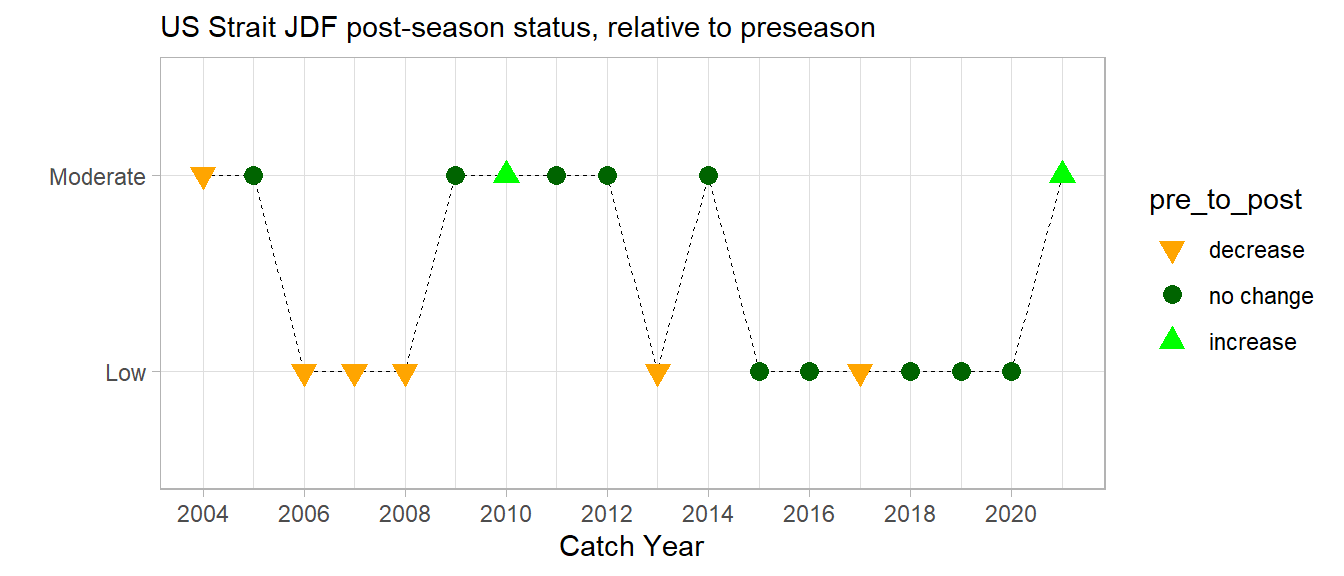 US Strait JDF post-season status, relative to preseason
Moderate
Low
2004 2006 2008 2010 2012 2014 2016 2018 2020
Catch Year
pre_to_post
decrease
no change
increase